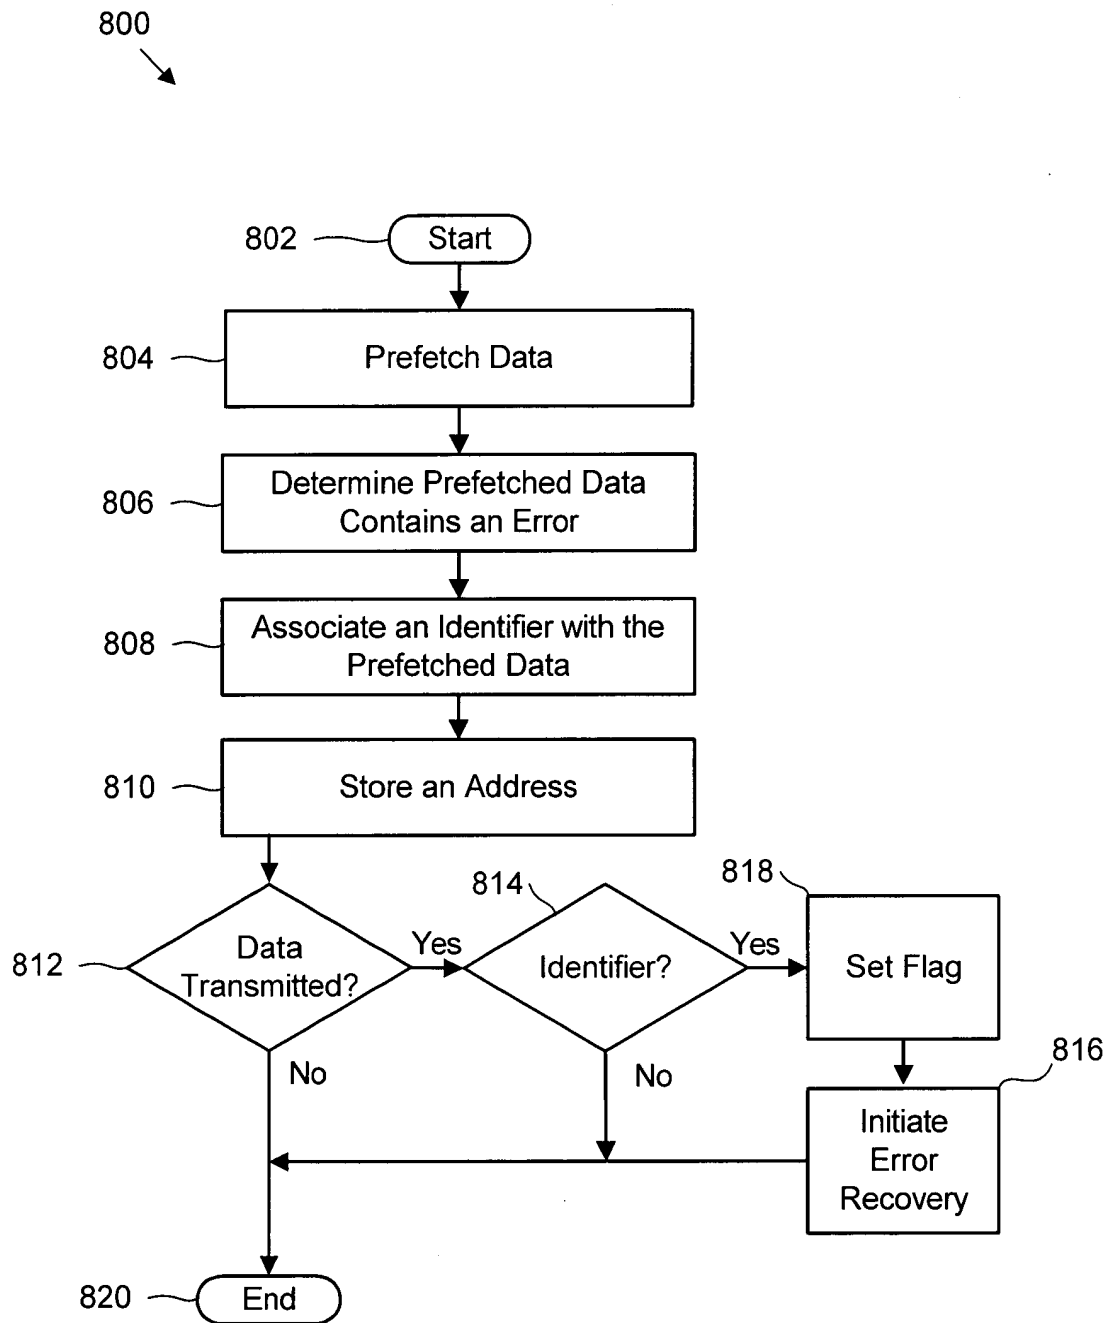 800
802
Start
804
Prefetch Data
806
Determine Prefetched Data
Contains an Error
808
Associate an Identifier with the
Prefetched Data
810
Store an Address
812
Data
Transmitted?
Yes
No
814
Identifier?
Yes
No
818
Set Flag
816
Initiate
Error
Recovery
820
End